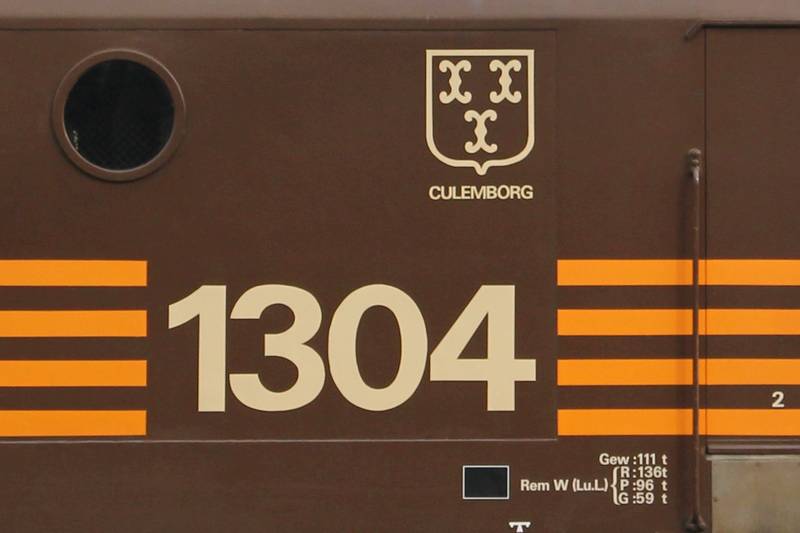 CULEMBORG
1304
2
Gew :111 t
Rem W (Lu.L.) { R :136t
P :96 t
G :59 t